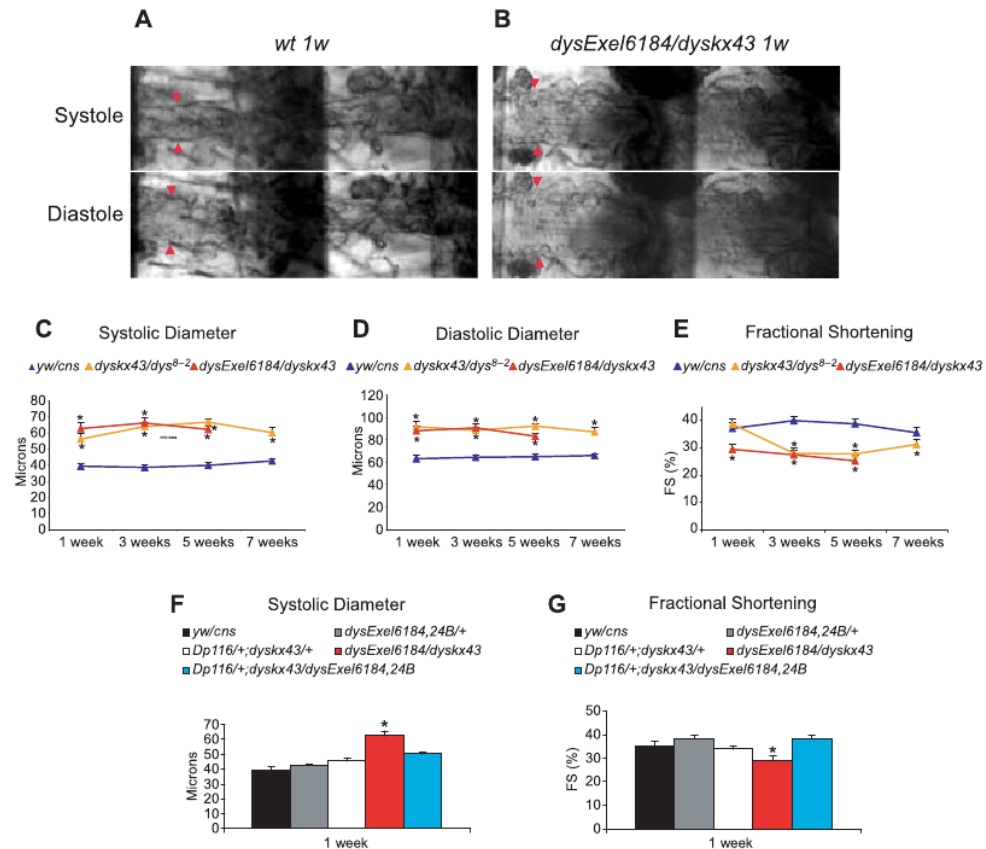 A
B
wt 1w
dysExel6184/dyskx43 1w
Systole
Diastole
C
Systolic Diameter
yw/cns dyskx43/dys8–2 dysExel6184/dyskx43
Microns
80
70
60
50
40
30
20
10
0
* * * * * *
*
microns
1 week 3 weeks 5 weeks 7 weeks
D
Diastolic Diameter
yw/cns dyskx43/dys8–2 dysExel6184/dyskx43
Microns
120
100
80
60
40
20
0
* * * * * * *
1 week 3 weeks 5 weeks 7 weeks
E
Fractional Shortening
yw/cns dyskx43/dys8–2 dysExel6184/dyskx43
FS (%)
40
30
20
10
0
* * * * * *
1 week 3 weeks 5 weeks 7 weeks
F
Systolic Diameter
yw/cns dysExel6184,24B/+
Dp116/+;dyskx43/+ dysExel6184/dyskx43
Dp116/+;dyskx43/dysExel6184,24B
Microns
70
60
50
40
30
20
10
0
*
1 week
G
Fractional Shortening
yw/cns dysExel6184,24B/+
Dp116/+;dyskx43/+ dysExel6184/dyskx43
Dp116/+;dyskx43/dysExel6184,24B
FS (%)
50
40
30
20
10
0
*
1 week